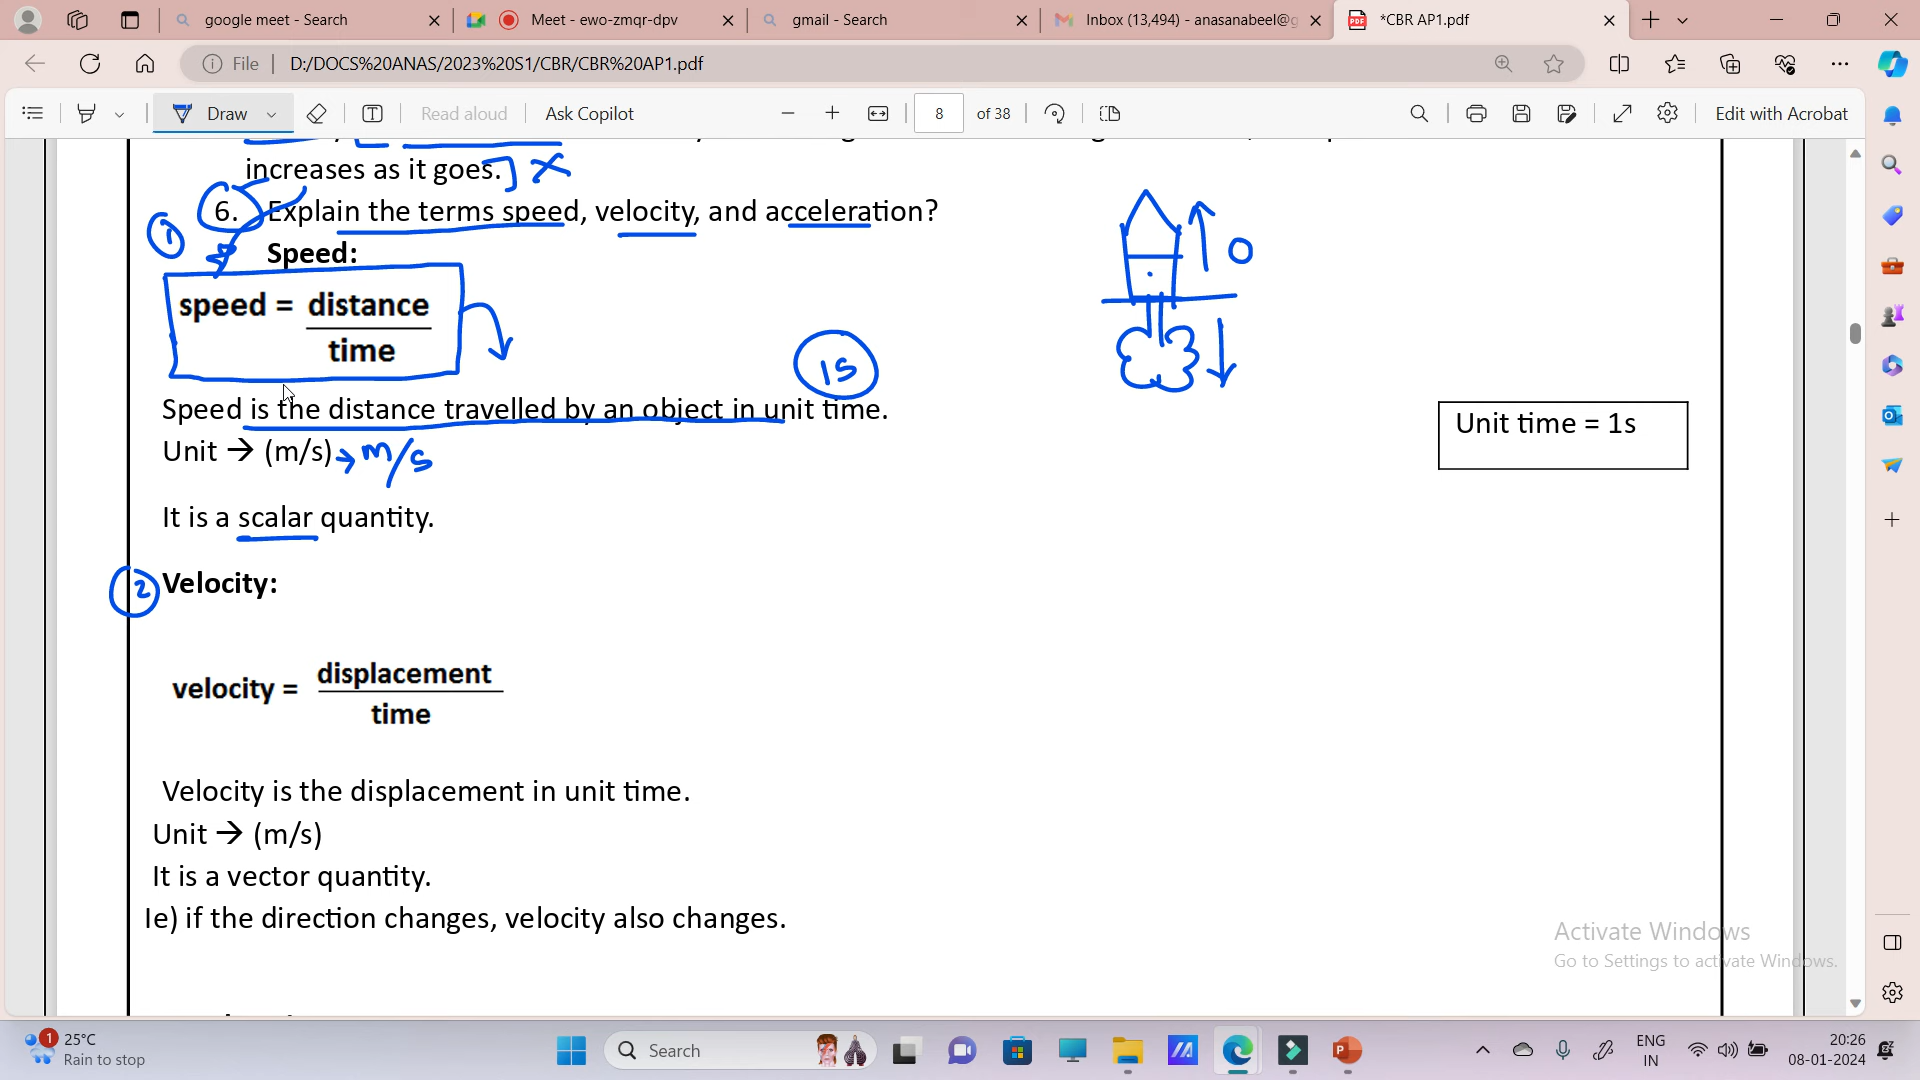 google meet - Search
Meet - ewo-zmqr-dpv
gmail - Search
Inbox (13,494) - anasanabeel@g
*CBR AP1.pdf
File
D:/DOCS%20ANAS/2023%20S1/CBR/CBR%20AP1.pdf
Draw
Read aloud
Ask Copilot
8
of 38
Edit with Acrobat
increases as it goes.
6. Explain the terms speed, velocity, and acceleration?
1
Speed:
speed = distance
time
0
1s
Speed is the distance travelled by an object in unit time.
Unit time = 1s
Unit → (m/s) → m/s
It is a scalar quantity.
2 Velocity:
velocity = displacement
time
Velocity is the displacement in unit time.
Unit → (m/s)
It is a vector quantity.
Ie) if the direction changes, velocity also changes.
Activate Windows
Go to Settings to activate Windows.
1
25°C
Rain to stop
Search
ENG
IN
20:26
08-01-2024